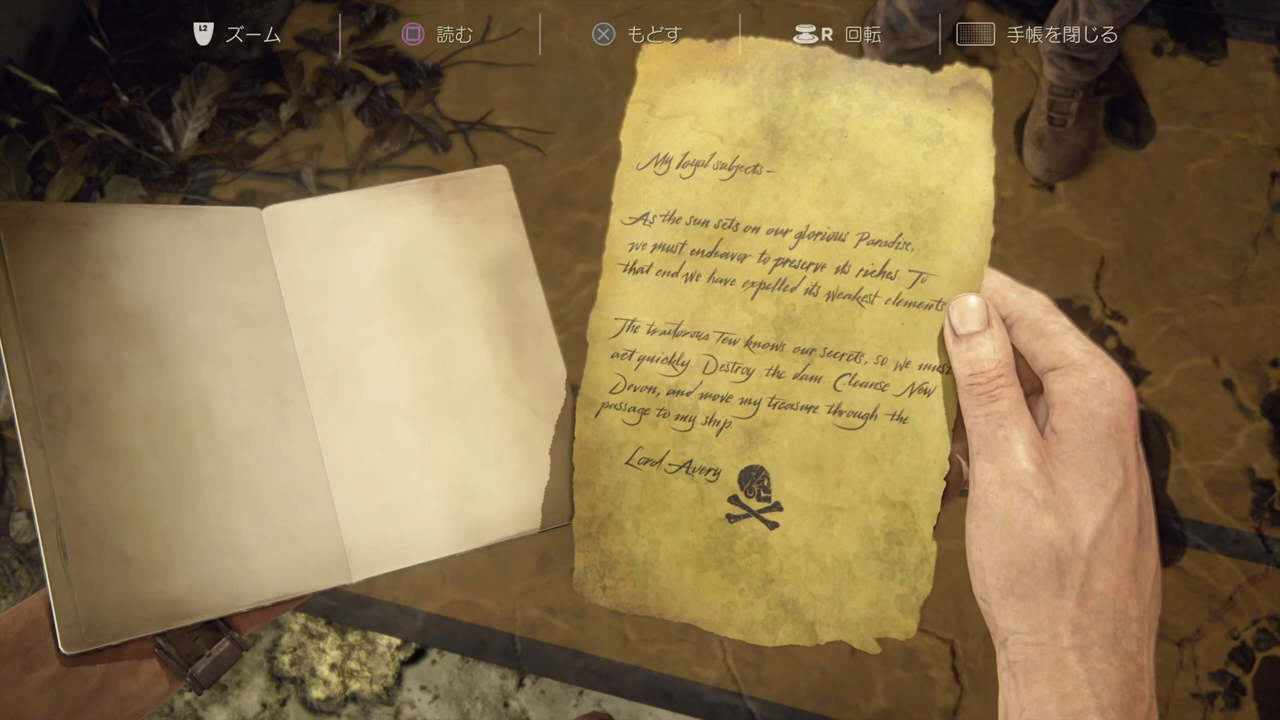 L2 ズーム
読む
もどす
R 回転
手帳を閉じる
My loyal subjects—
As the sun sets on our glorious Paradise,
we must endeavor to preserve its riches. To
that end we have expelled its weakest elements
The traitorous Tew knows our secrets, so we must
act quickly. Destroy the dam. Cleanse New
Devon, and move my treasure through the
passage to my ship.
Lord Avery